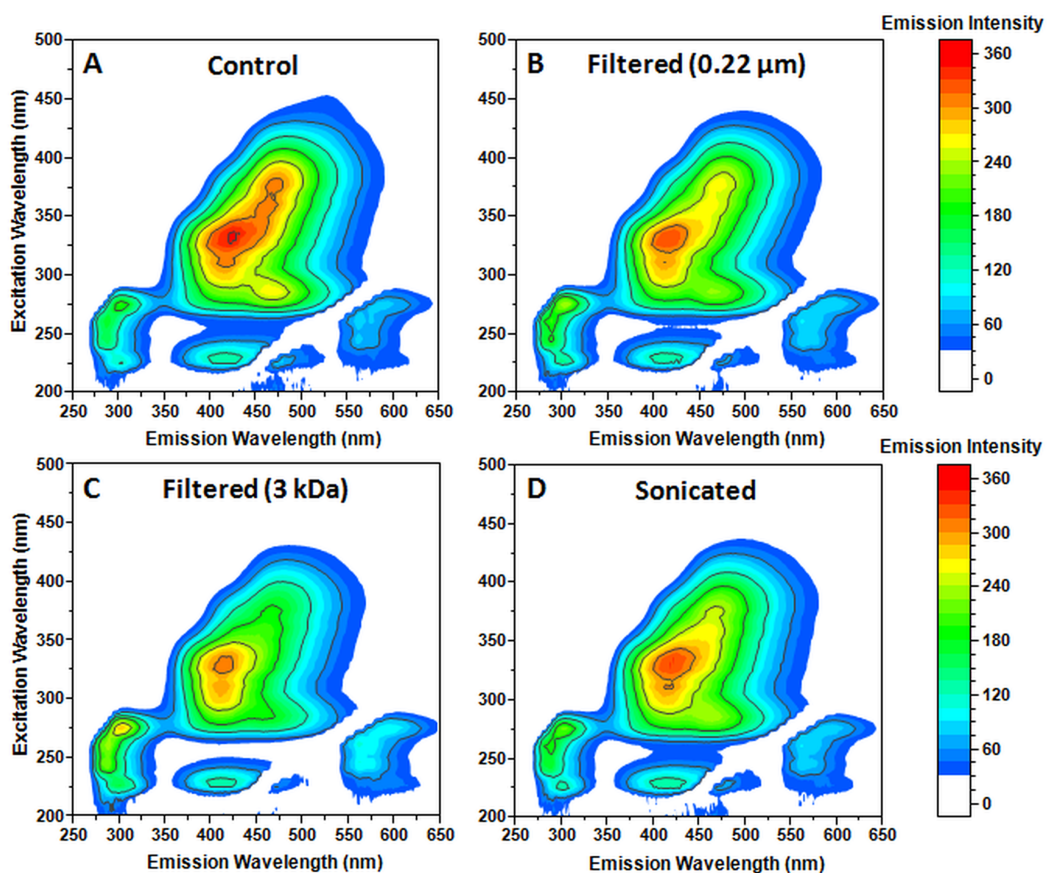 Emission Intensity
A Control
B Filtered (0.22 µm)
500
450
400
350
300
250
200
250 300 350 400 450 500 550 600 650
Excitation Wavelength (nm)
Emission Wavelength (nm)
500
450
400
350
300
250
200
250 300 350 400 450 500 550 600 650
Emission Wavelength (nm)
360
300
240
180
120
60
0
Emission Intensity
C Filtered (3 kDa)
D Sonicated
500
450
400
350
300
250
200
250 300 350 400 450 500 550 600 650
Excitation Wavelength (nm)
Emission Wavelength (nm)
500
450
400
350
300
250
200
250 300 350 400 450 500 550 600 650
Emission Wavelength (nm)
360
300
240
180
120
60
0